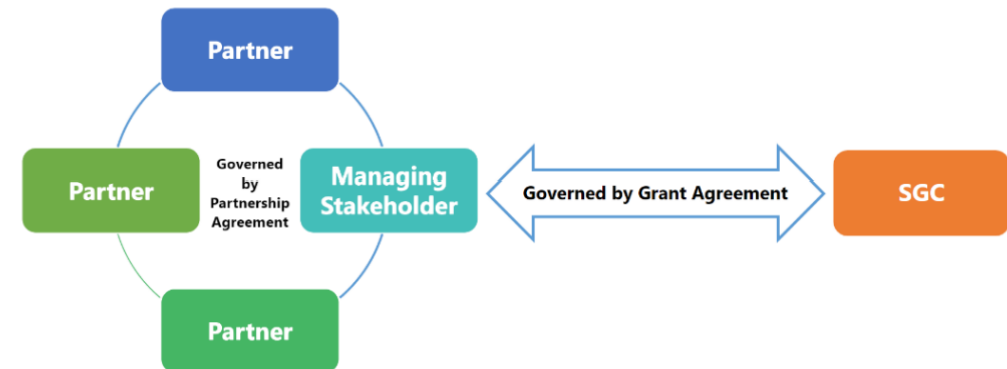 Partner
Partner
Governed
by
Partnership
Agreement
Managing
Stakeholder
Governed by Grant Agreement
SGC
Partner